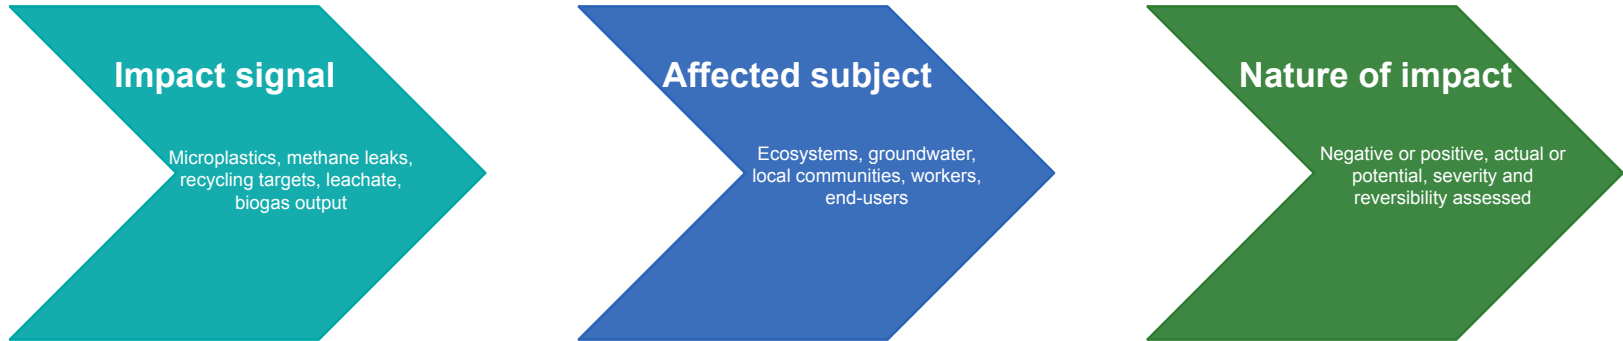 Impact signal
Microplastics, methane leaks,
recycling targets, leachate,
biogas output
Affected subject
Ecosystems, groundwater,
local communities, workers,
end-users
Nature of impact
Negative or positive, actual or
potential, severity and
reversibility assessed